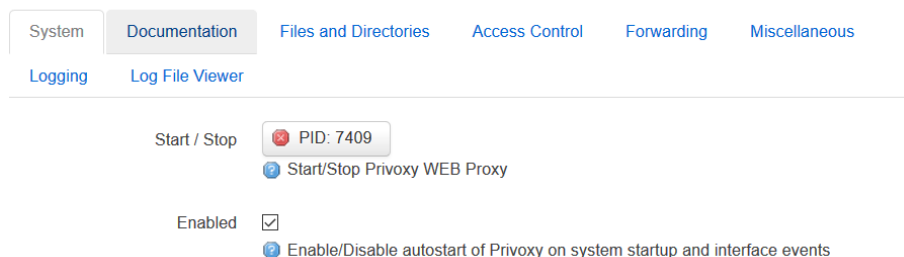 System Documentation Files and Directories Access Control Forwarding Miscellaneous
Logging Log File Viewer
Start / Stop PID: 7409
Start/Stop Privoxy WEB Proxy
Enabled
Enable/Disable autostart of Privoxy on system startup and interface events